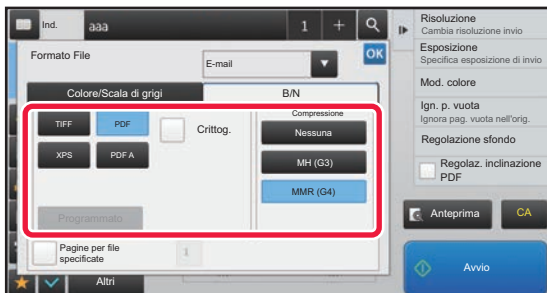 Ind.
aaa
1
+
Formato File
E-mail
OK
Colore/Scala di grigi
B/N
TIFF
PDF
Crittog.
XPS
PDF A
Programmato
Compressione
Nessuna
MH (G3)
MMR (G4)
Pagine per file
specificate
1
Altri
Risoluzione
Cambia risoluzione invio
Esposizione
Specifica esposizione di invio
Mod. colore
Ign. p. vuota
Ignora pag. vuota nell'orig.
Regolazione sfondo
Regolaz. inclinazione
PDF
Anteprima
CA
Avvio